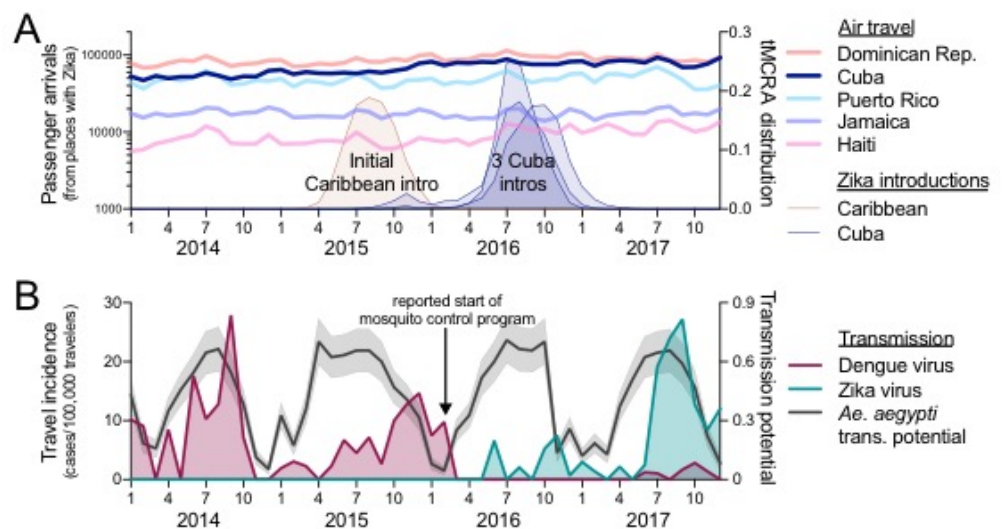 A
Passenger arrivals
(from places with Zika)
100000
10000
1000
0.3
0.2
0.1
0.0
tMCRA distribution
Initial
Caribbean intro
3 Cuba
intros
1 4 7 10 1 4 7 10 1 4 7 10 1 4 7 10
2014 2015 2016 2017
Air travel
Dominican Rep.
Cuba
Puerto Rico
Jamaica
Haiti
Zika introductions
Caribbean
Cuba
B
Travel incidence
(cases/100,000 travelers)
30
20
10
0
reported start of
mosquito control program
0.9
0.6
0.3
0
Transmission potential
1 4 7 10 1 4 7 10 1 4 7 10 1 4 7 10
2014 2015 2016 2017
Transmission
Dengue virus
Zika virus
Ae. aegypti
trans. potential